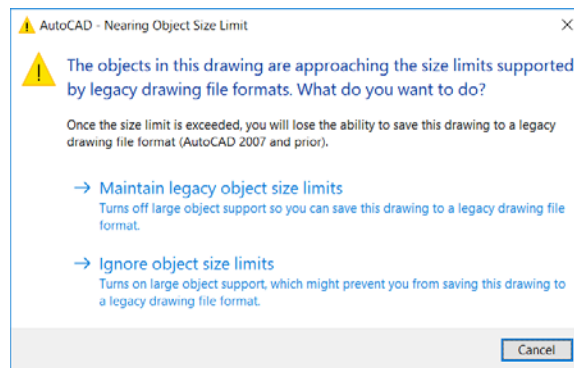 AutoCAD - Nearing Object Size Limit
The objects in this drawing are approaching the size limits supported
by legacy drawing file formats. What do you want to do?
Once the size limit is exceeded, you will lose the ability to save this drawing to a legacy
drawing file format (AutoCAD 2007 and prior).
→ Maintain legacy object size limits
Turns off large object support so you can save this drawing to a legacy drawing file
format.
→ Ignore object size limits
Turns on large object support, which might prevent you from saving this drawing to
a legacy drawing file format.
Cancel